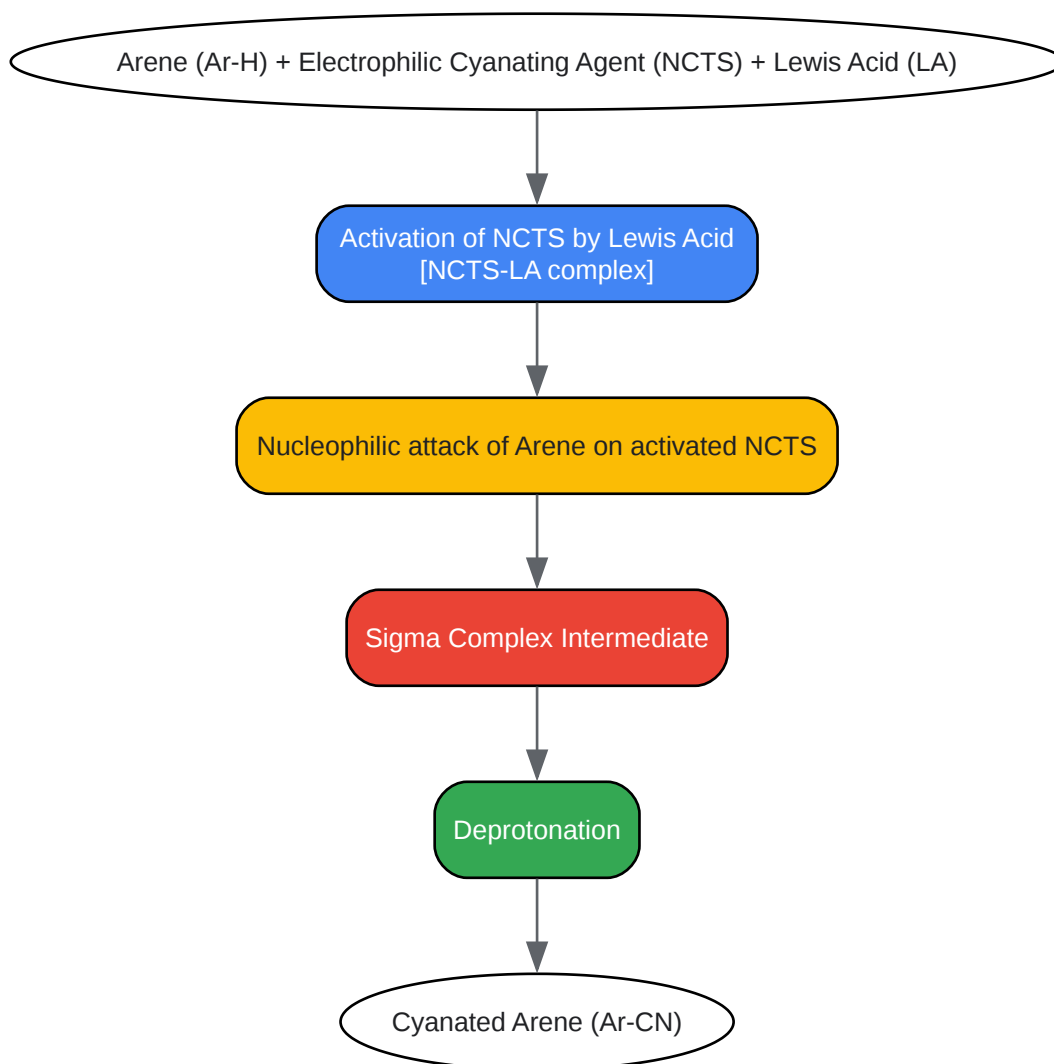 Arene (Ar-H) + Electrophilic Cyanating Agent (NCTS) + Lewis Acid (LA)
Activation of NCTS by Lewis Acid
[NCTS-LA complex]
Nucleophilic attack of Arene on activated NCTS
Sigma Complex Intermediate
Deprotonation
Cyanated Arene (Ar-CN)